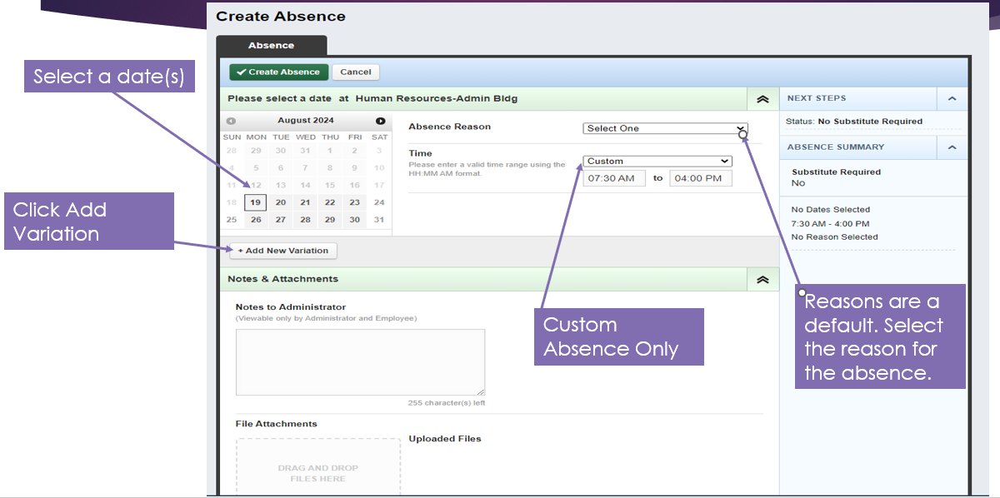 Create Absence
Absence
Select a date(s)
Create Absence Cancel
Please select a date at Human Resources-Admin Bldg
NEXT STEPS
Status: No Substitute Required
August 2024
SUN MON TUE WED THU FRI SAT
28 29 30 31 1 2 3
4 5 6 7 8 9 10
11 12 13 14 15 16 17
18 19 20 21 22 23 24
25 26 27 28 29 30 31
Absence Reason
Select One
Time
Please enter a valid time range using the
HH:MM AM format.
Custom
07:30 AM to 04:00 PM
ABSENCE SUMMARY
Substitute Required
No
No Dates Selected
7:30 AM - 4:00 PM
No Reason Selected
Click Add
Variation
+ Add New Variation
Notes & Attachments
Notes to Administrator
(Viewable only by Administrator and Employee)
255 character(s) left
Custom
Absence Only
Reasons are a
default. Select
the reason for
the absence.
File Attachments
DRAG AND DROP
FILES HERE
Uploaded Files